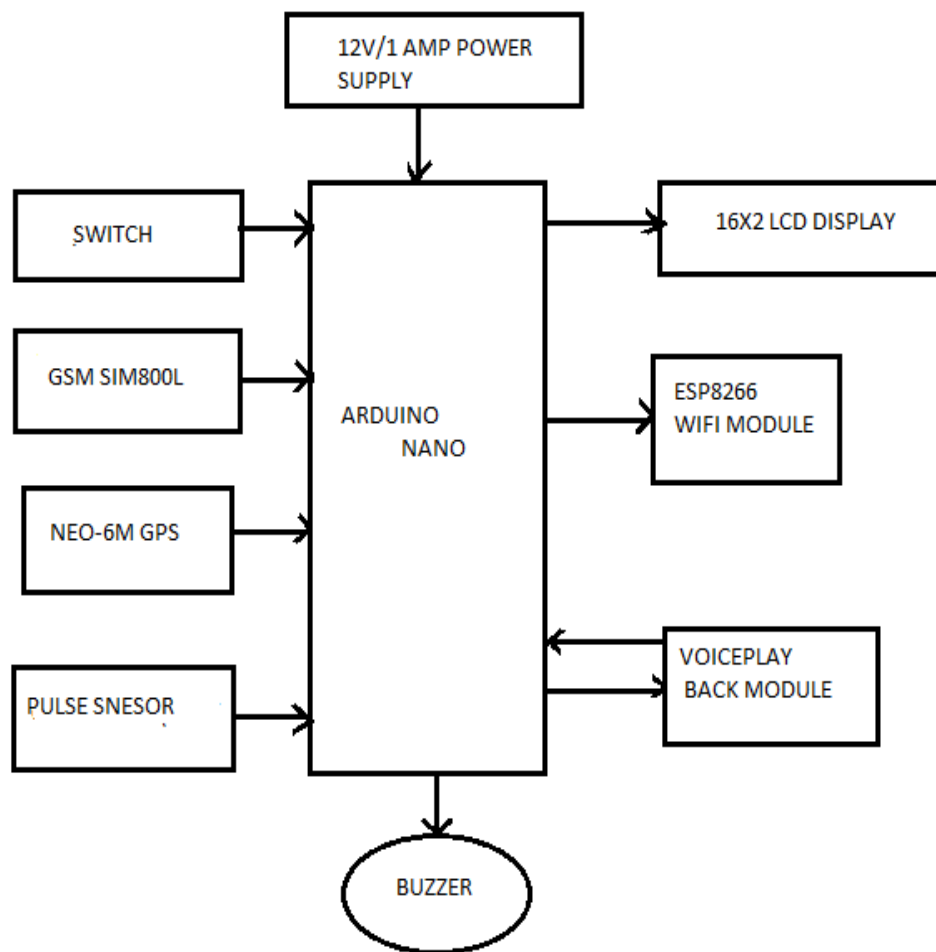 12V/1 AMP POWER
SUPPLY
SWITCH
16X2 LCD DISPLAY
GSM SIM800L
ESP8266
WIFI MODULE
ARDUINO
NANO
NEO-6M GPS
VOICEPLAY
BACK MODULE
PULSE SNESOR
BUZZER